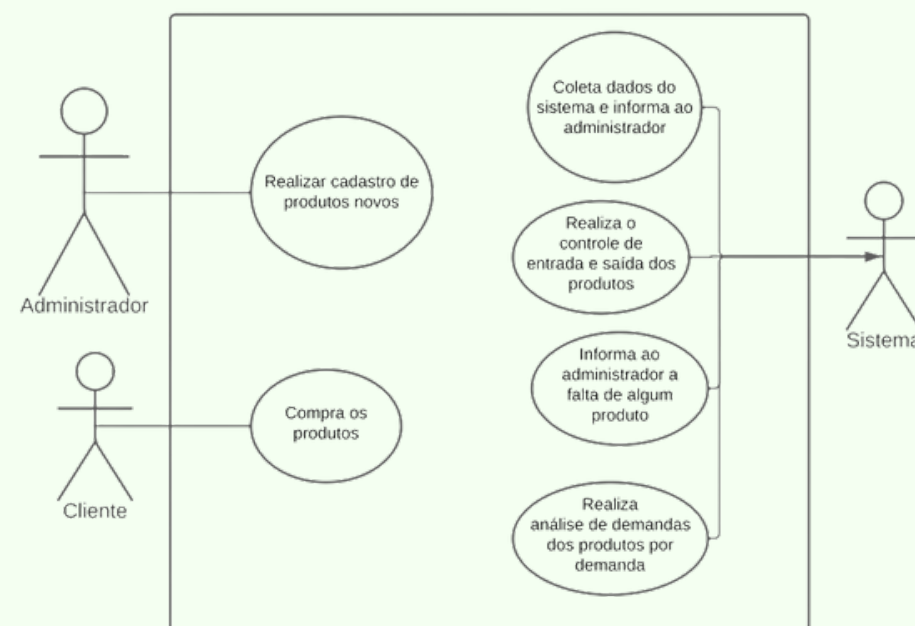 Coleta dados do
sistema e informa ao
administrador
Realizar cadastro de
produtos novos
Realiza o
controle de
entrada e saída dos
produtos
Administrador
Sistema
Informa ao
administrador a
falta de algum
produto
Compra os
produtos
Cliente
Realiza
análise de demandas
dos produtos por
demanda